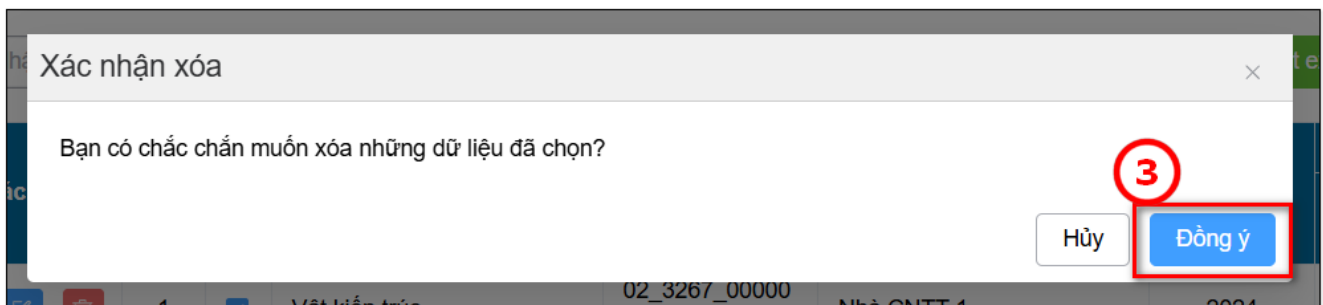 Xác nhận xóa
Bạn có chắc chắn muốn xóa những dữ liệu đã chọn?
3
Hủy
Đồng ý
02_3267_00000